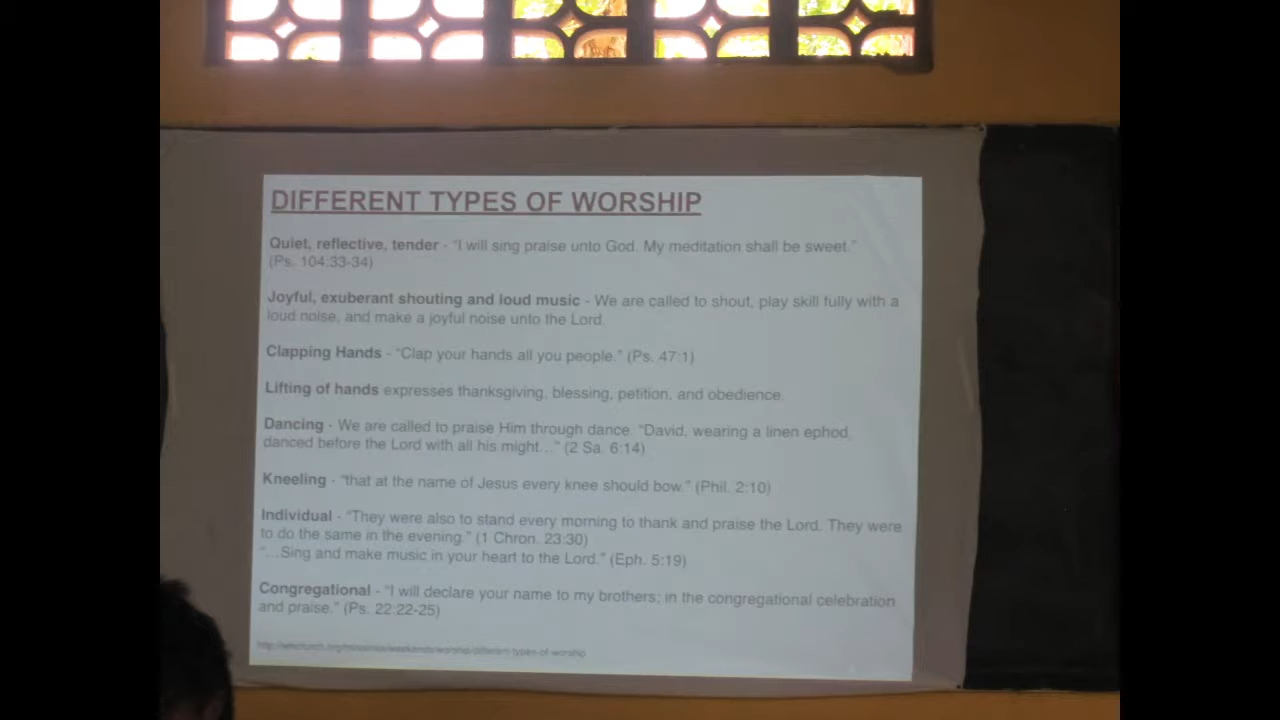 DIFFERENT TYPES OF WORSHIP
Quiet, reflective, tender - “I will sing praise unto God. My meditation shall be sweet.”
(Ps. 104:33-34)
Joyful, exuberant shouting and loud music - We are called to shout, play skill fully with a
loud noise, and make a joyful noise unto the Lord.
Clapping Hands - “Clap your hands all you people.” (Ps. 47:1)
Lifting of hands expresses thanksgiving, blessing, petition, and obedience.
Dancing - We are called to praise Him through dance. “David, wearing a linen ephod,
danced before the Lord with all his might…” (2 Sa. 6:14)
Kneeling - “that at the name of Jesus every knee should bow.” (Phil. 2:10)
Individual - “They were also to stand every morning to thank and praise the Lord. They were
to do the same in the evening.” (1 Chron. 23:30)
“…Sing and make music in your heart to the Lord.” (Eph. 5:19)
Congregational - “I will declare your name to my brothers; in the congregational celebration
and praise.” (Ps. 22:22-25)